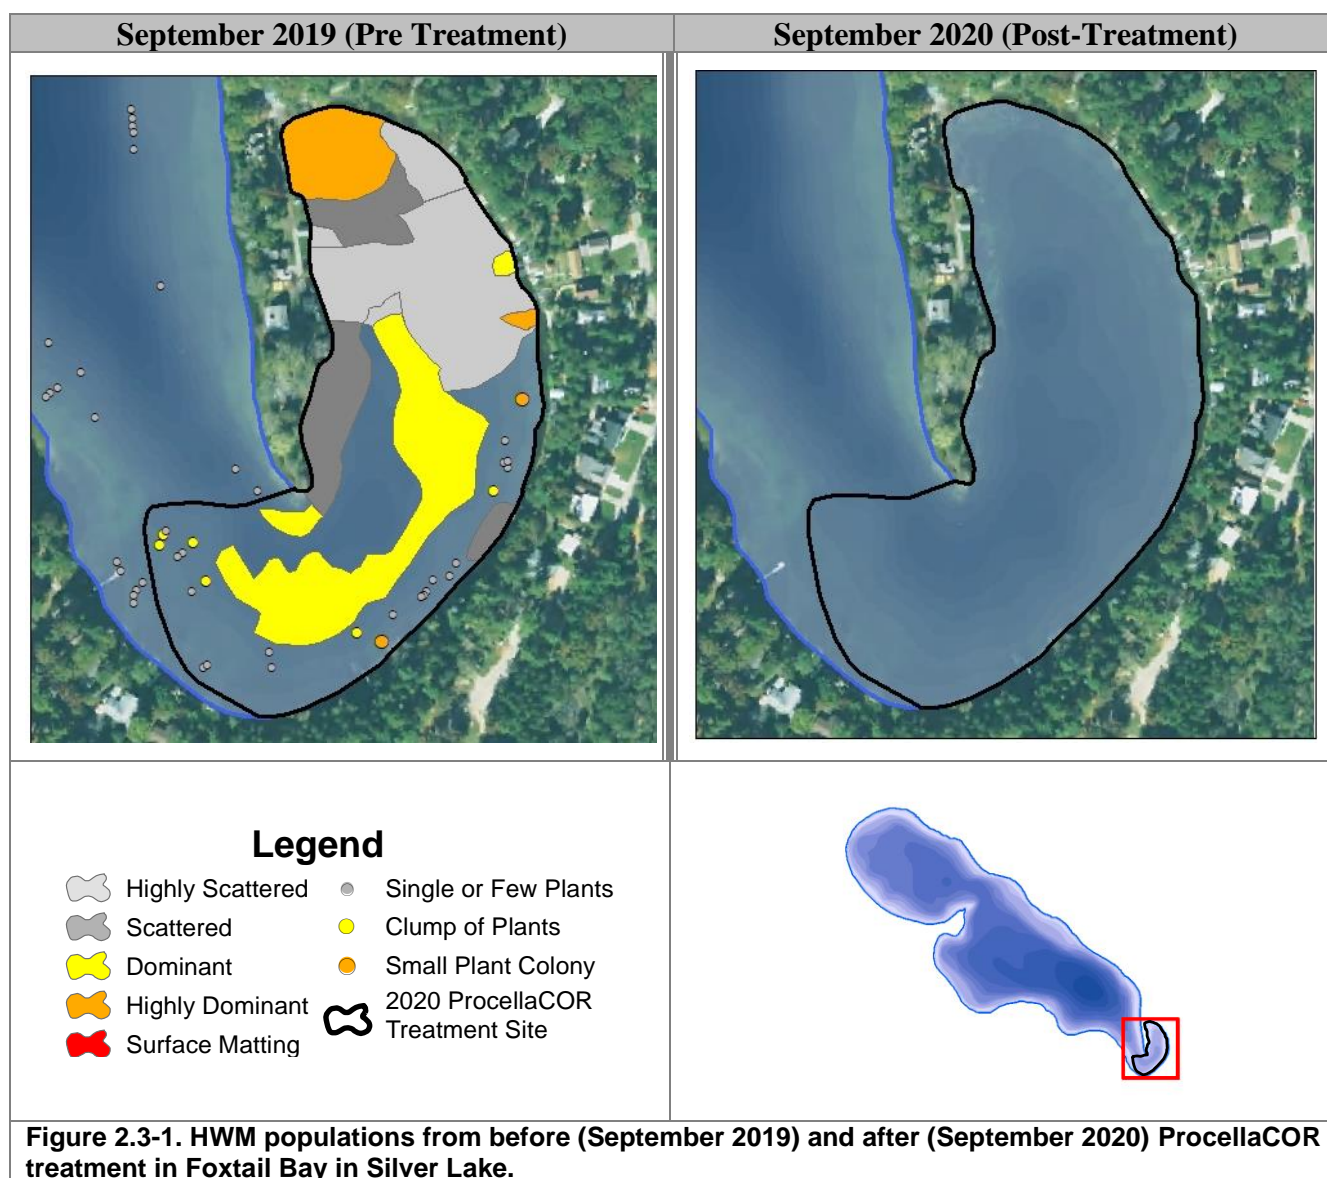 September 2019 (Pre Treatment)
September 2020 (Post-Treatment)
Legend
Highly Scattered
Scattered
Dominant
Highly Dominant
Surface Matting
Single or Few Plants
Clump of Plants
Small Plant Colony
2020 ProcellaCOR
Treatment Site
Figure 2.3-1. HWM populations from before (September 2019) and after (September 2020) ProcellaCOR
treatment in Foxtail Bay in Silver Lake.